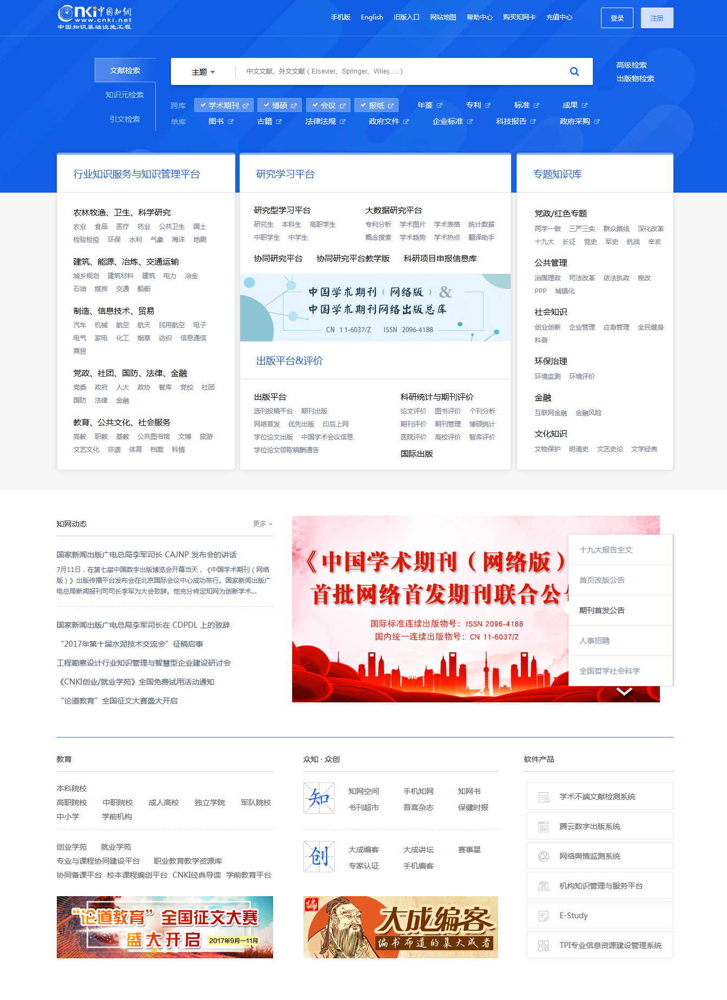 cnki中国知网
www.cnki.net
中国知识基础设施工程
手机版 English 旧版入口 网站地图 帮助中心 购买知网卡 充值中心 登录 注册
文献检索
知识元检索
引文检索
主题 中文文献、外文文献（Elsevier、Springer、Wiley......）
高级检索
出版物检索
跨库 学术期刊 博硕 会议 报纸 年鉴 专利 标准 成果
单库 图书 古籍 法律法规 政府文件 企业标准 科技报告 政府采购
行业知识服务与知识管理平台
农林牧渔、卫生、科学研究
农业 食品 医疗 药业 公共卫生 国土
检验检疫 环保 水利 气象 海洋 地震
建筑、能源、冶炼、交通运输
城乡规划 建筑材料 建筑 电力 冶金
石油 煤炭 交通 船舶
制造、信息技术、贸易
汽车 机械 航空 航天 民用航空 电子
电气 家电 化工 烟草 纺织 信息通信
商贸
党政、社团、国防、法律、金融
党委 政府 人大 政协 智库 党校 社团
国防 法律 金融
教育、公共文化、社会服务
高教 职教 基教 公共图书馆 文博 旅游
文艺文化 非遗 体育 档案 科情
研究学习平台
研究型学习平台
研究生 本科生 高职学生
中职学生 中学生
大数据研究平台
专利分析 学术图片 学术表格 统计数据
概念搜索 学术趋势 学术热点 翻译助手
协同研究平台 协同研究平台教学版 科研项目申报信息库
中国学术期刊（网络版） &
中国学术期刊网络出版总库
CN 11-6037/Z ISSN 2096-4188
出版平台&评价
出版平台
选刊投稿平台 期刊出版
网络首发 优先出版 印后上网
学位论文出版 中国学术会议信息
学位论文领取稿酬通告
科研统计与期刊评价
论文评价 图书评价 个刊分析
期刊评价 期刊管理 博硕统计
医院评价 高校评价 智库评价
国际出版
专题知识库
党政/红色专题
两学一做 三严三实 群众路线 深化改革
十九大 长征 党史 军史 抗战 辛亥
公共管理
治国理政 司法改革 依法执政 税改
PPP 城镇化
社会知识
创业创新 企业管理 应急管理 全民健身
科普
环保治理
环境监测 环境评价
金融
互联网金融 金融风险
文化知识
文物保护 明清史 文艺史论 文学经典
知网动态 更多 >
国家新闻出版广电总局李军司长 CAJNP 发布会的讲话
7月11日，在第七届中国数字出版博览会开幕当天，《中国学术期刊（网络
版）》出版传播平台发布会在北京国际会议中心成功举行。国家新闻出版广
电总局新闻报刊司司长李军为大会致辞。他充分肯定知网为创新学术...
国家新闻出版广电总局李军司长在 CDPDL 上的致辞
“2017年第十届水泥技术交流会”征稿启事
工程勘察设计行业知识管理与智慧型企业建设研讨会
《CNKI创业/就业学苑》全国免费试用活动通知
“论道教育”全国征文大赛盛大开启
《中国学术期刊（网络版）
首批网络首发期刊联合公告
国际标准连续出版物号：ISSN 2096-4188
国内统一连续出版物号：CN 11-6037/Z
十九大报告全文
首页改版公告
期刊首发公告
人事招聘
全国哲学社会科学
教育
本科院校
高职院校 中职院校 成人高校 独立学院 军队院校
中小学 学前机构
创业学苑 就业学苑
专业与课程协同建设平台 职业教育教学资源库
协同备课平台 校本课程编创平台 CNKI经典导读 学前教育平台
“论道教育”全国征文大赛
盛大开启 2017年9月—11月
众知 · 众创
知
知网空间 手机知网 知网书
书刊超市 吾喜杂志 保健时报
创
大成编客 大成讲坛 赛事星
专家认证 手机编客
编
大成编客
编书布道的集大成者
软件产品
学术不端文献检测系统
腾云数字出版系统
网络舆情监测系统
机构知识管理与服务平台
E-Study
TPI专业信息资源建设管理系统